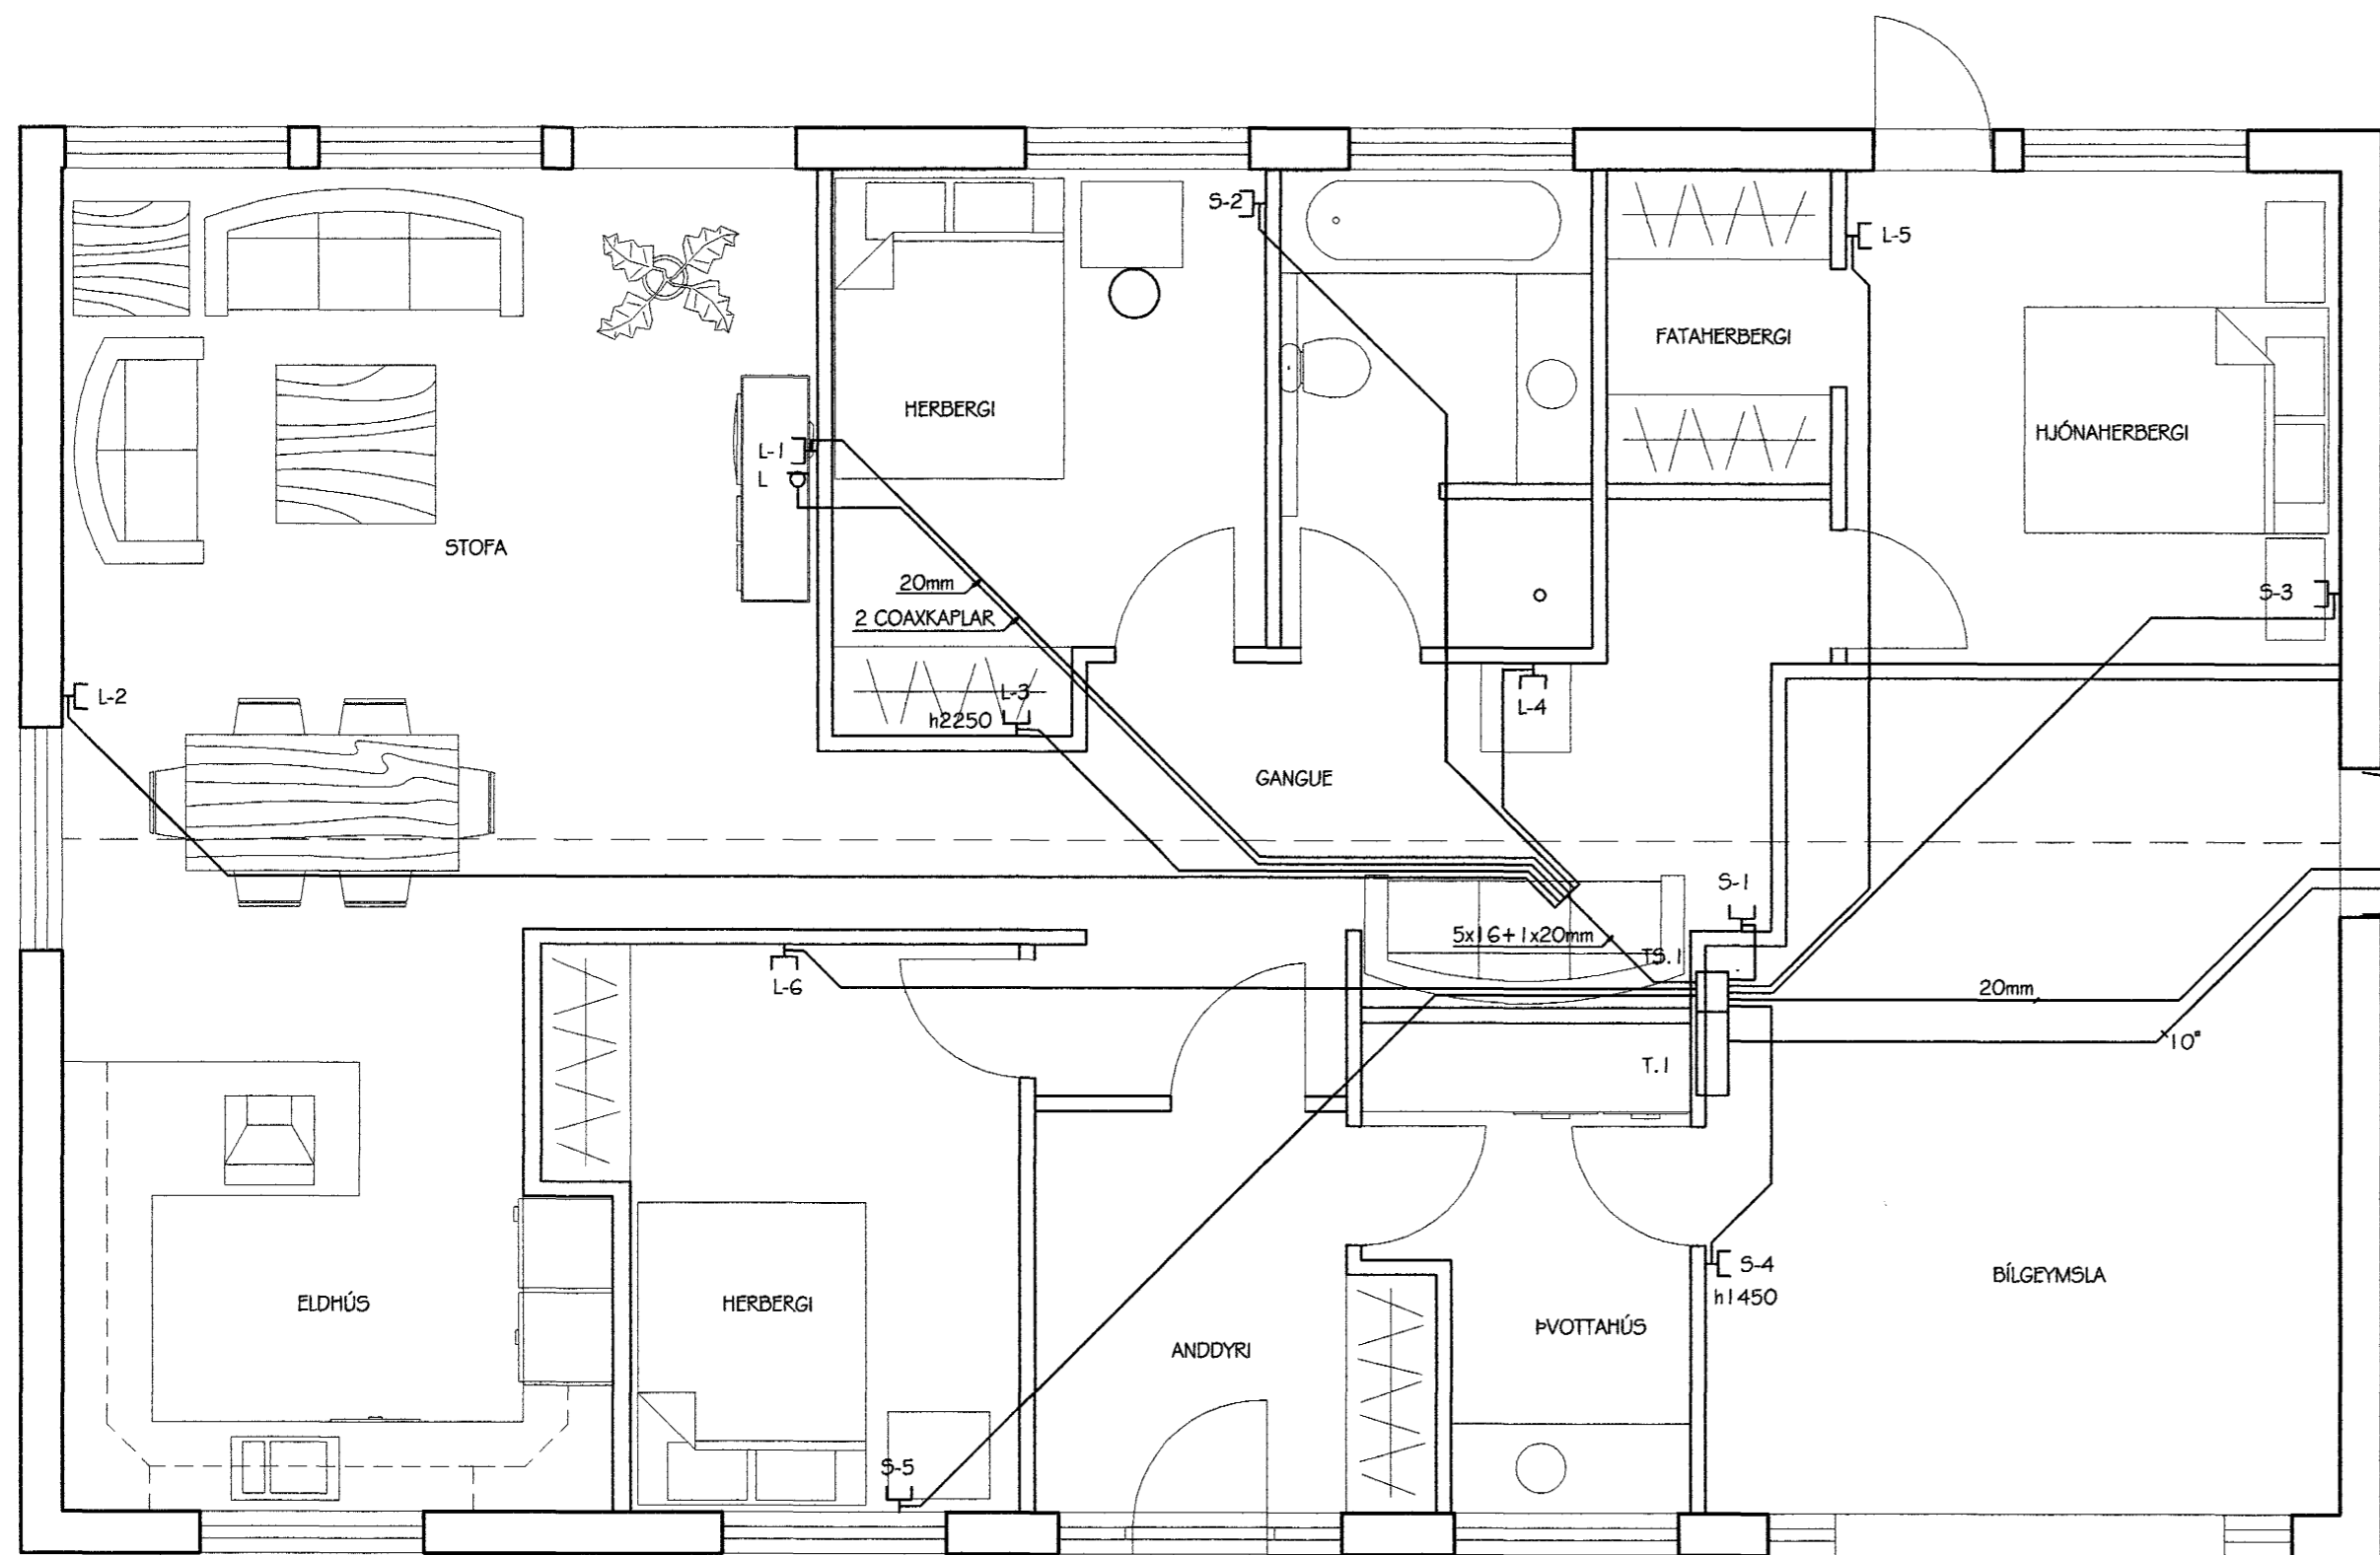 S-2
L-5
FATAHERBERGI
HERBERGI
HJÓNAHERBERGI
L-1
L
STOFA
20mm
2 COAXKAPLAR
S-3
L-2
L-3
h2250
L-4
GANGUE
S-1
5x16+1x20mm
TS.1
L-6
20mm
10"
T.1
S-4
h1450
BÍLGEYMSLA
ELDHÚS
HERBERGI
ÞVOTTAHÚS
ANDDYRI
S-5